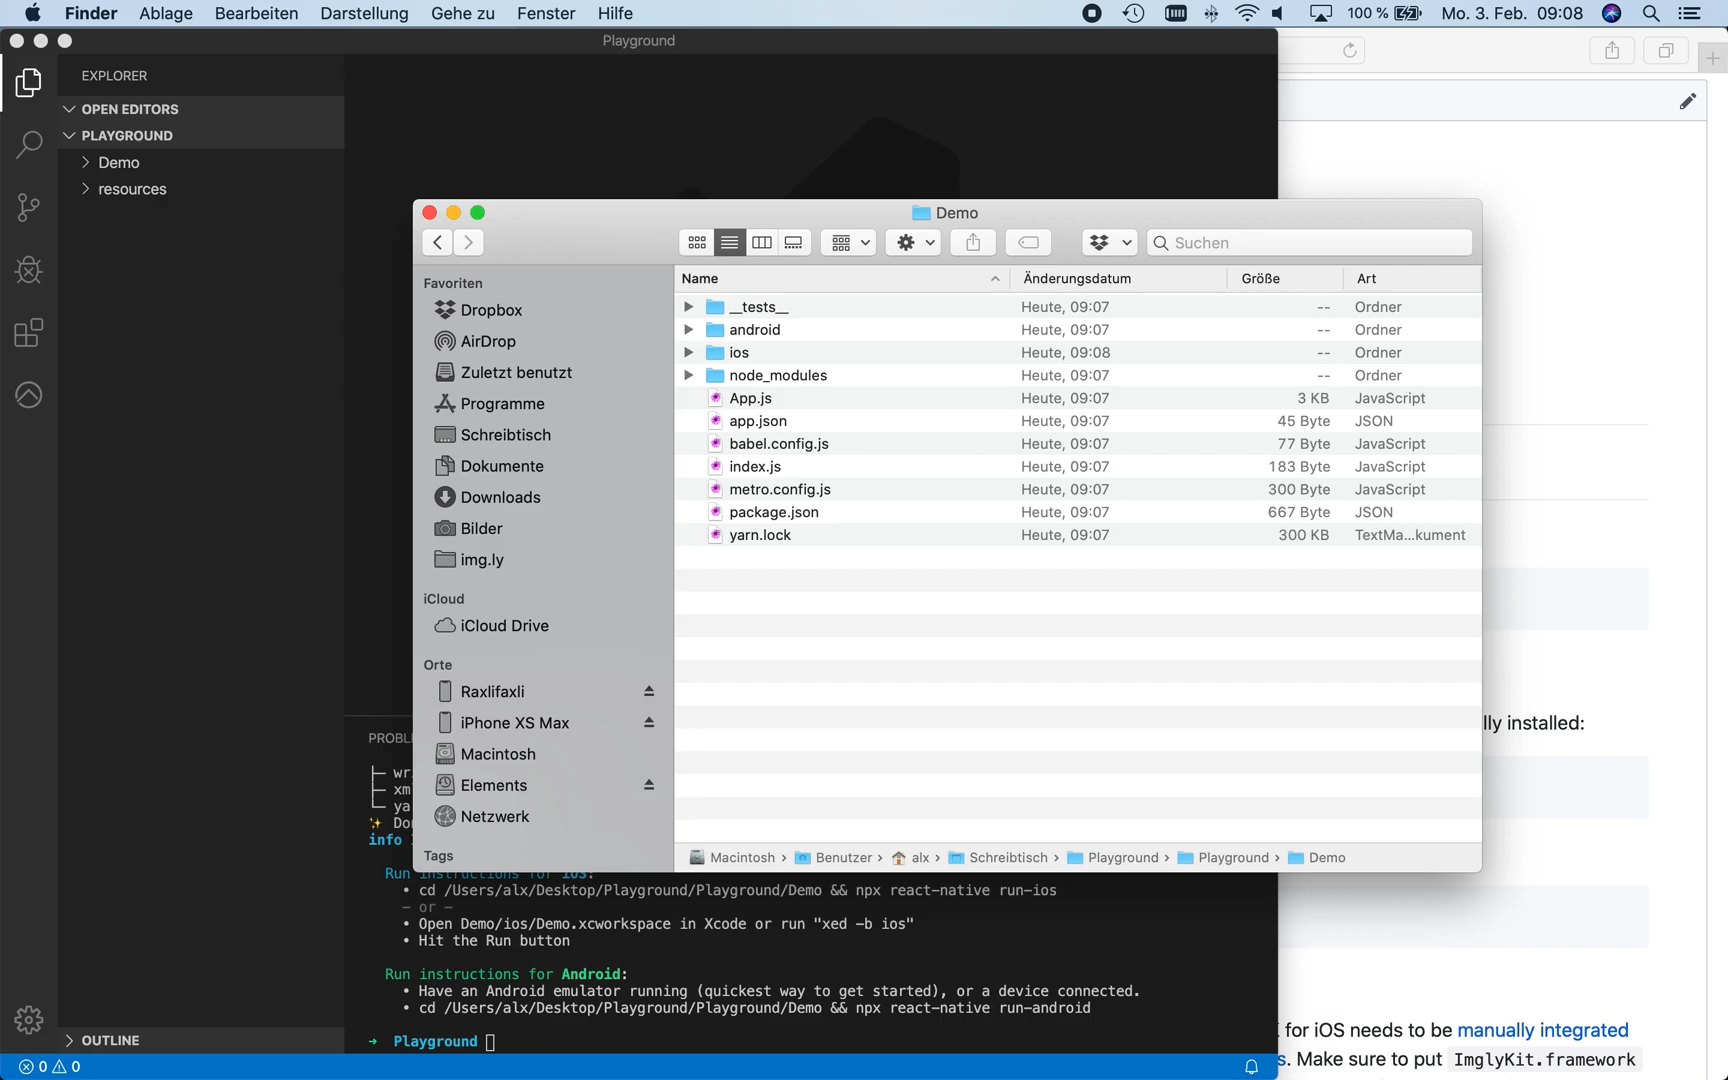 Finder Ablage Bearbeiten Darstellung Gehe zu Fenster Hilfe 100 % Mo. 3. Feb. 09:08
Playground
EXPLORER
OPEN EDITORS
PLAYGROUND
Demo
resources
OUTLINE
0 0
Demo
Suchen
Favoriten
Dropbox
AirDrop
Zuletzt benutzt
Programme
Schreibtisch
Dokumente
Downloads
Bilder
img.ly
iCloud
iCloud Drive
Orte
Raxlifaxli
iPhone XS Max
Macintosh
Elements
Netzwerk
Tags
Name Änderungsdatum Größe Art
__tests__ Heute, 09:07 -- Ordner
android Heute, 09:07 -- Ordner
ios Heute, 09:08 -- Ordner
node_modules Heute, 09:07 -- Ordner
App.js Heute, 09:07 3 KB JavaScript
app.json Heute, 09:07 45 Byte JSON
babel.config.js Heute, 09:07 77 Byte JavaScript
index.js Heute, 09:07 183 Byte JavaScript
metro.config.js Heute, 09:07 300 Byte JavaScript
package.json Heute, 09:07 667 Byte JSON
yarn.lock Heute, 09:07 300 KB TextMa...kument
Macintosh › Benutzer › alx › Schreibtisch › Playground › Playground › Demo
PROBL
├─ wr
├─ xm
└─ ya
✨ Do
info
Run instructions for iOS:
• cd /Users/alx/Desktop/Playground/Playground/Demo && npx react-native run-ios
- or -
• Open Demo/ios/Demo.xcworkspace in Xcode or run "xed -b ios"
• Hit the Run button
Run instructions for Android:
• Have an Android emulator running (quickest way to get started), or a device connected.
• cd /Users/alx/Desktop/Playground/Playground/Demo && npx react-native run-android
→ Playground
lly installed:
for iOS needs to be manually integrated
s. Make sure to put ImglyKit.framework